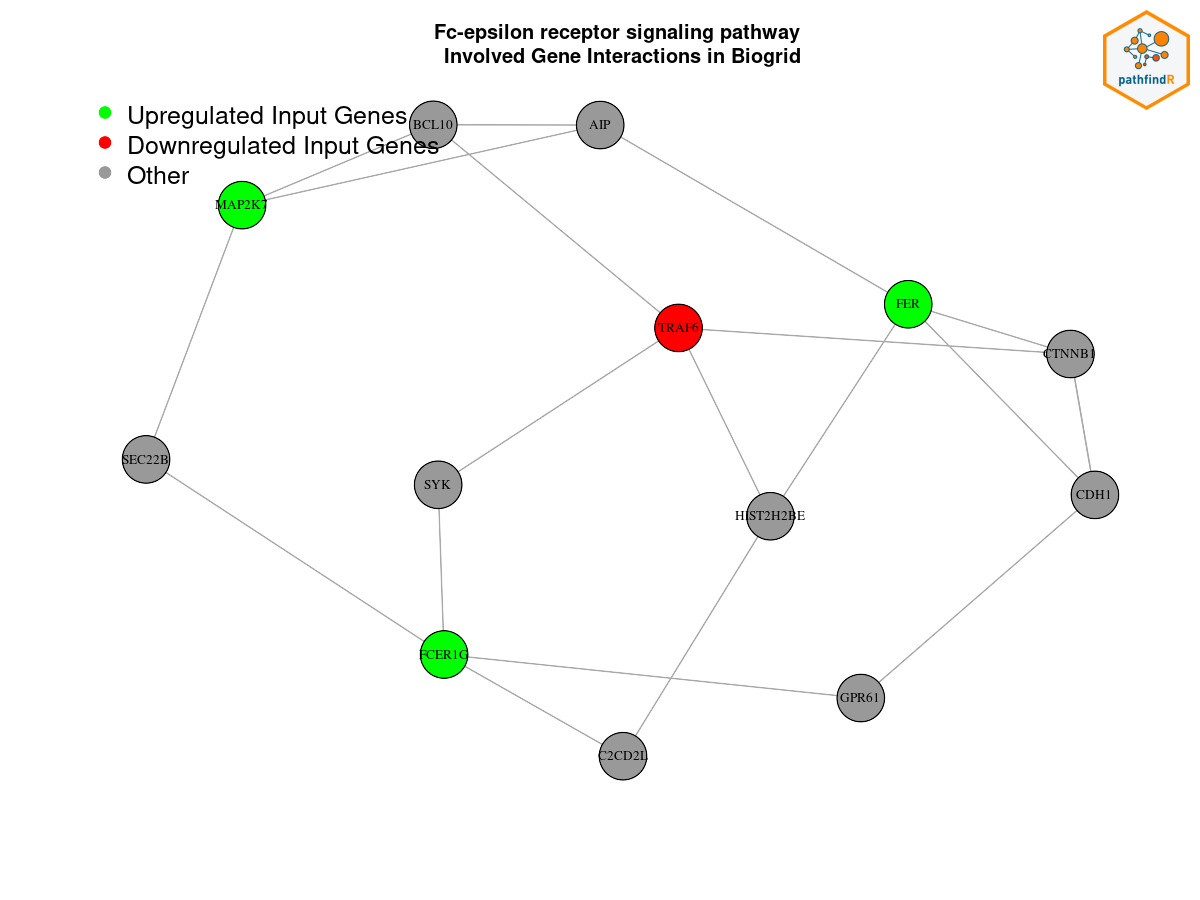 Fc-epsilon receptor signaling pathway
Involved Gene Interactions in Biogrid
pathfindR
Upregulated Input Genes
Downregulated Input Genes
Other
BCL10
AIP
MAP2K7
FER
TRAF6
CTNNB1
SEC22B
SYK
CDH1
HIST2H2BE
FCER1G
GPR61
C2CD2L